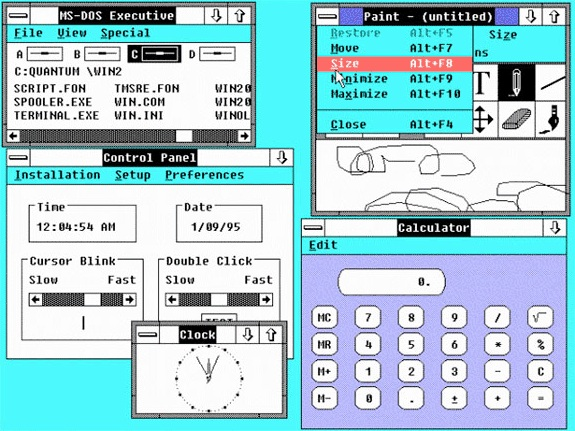 MS-DOS Executive
File View Special
A B C D
C:QUANTUM \WIN2
SCRIPT.FON TMSRE.FON WIN20
SPOOLER.EXE WIN.COM WIN20
TERMINAL.EXE WIN.INI WINOL
Paint - (untitled)
Restore Alt+F5
Move Alt+F7
Size Alt+F8
Minimize Alt+F9
Maximize Alt+F10
Close Alt+F4
Size
ns
T
Control Panel
Installation Setup Preferences
Time
12:04:54 AM
Date
1/09/95
Cursor Blink
Slow Fast
Double Click
Slow Fast
TEST
Clock
Calculator
Edit
0.
MC 7 8 9 / √
MR 4 5 6 * %
M+ 1 2 3 - C
M- 0 . ± + =